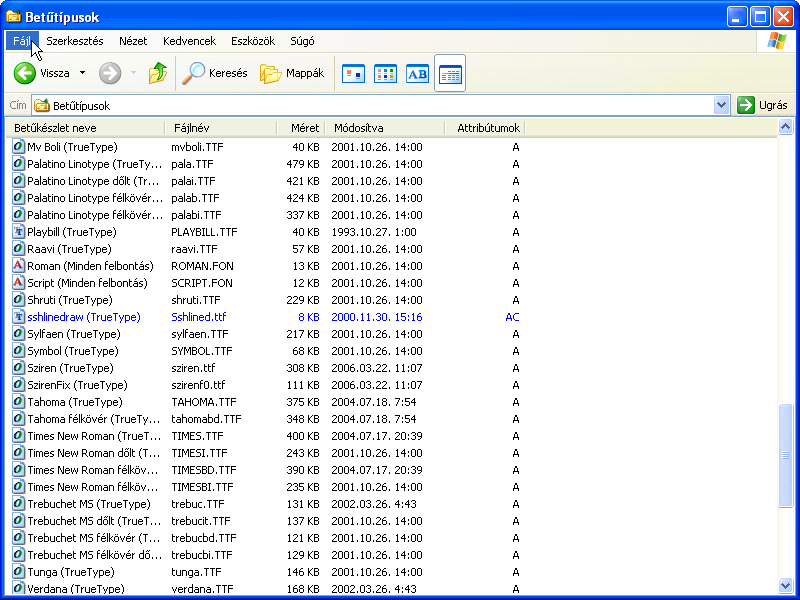 Betűtípusok
Fájl Szerkesztés Nézet Kedvencek Eszközök Súgó
Vissza Keresés Mappák AB
Cím Betűtípusok Ugrás
Betűkészlet neve Fájlnév Méret Módosítva Attribútumok
Mv Boli (TrueType) mvboli.TTF 40 KB 2001.10.26. 14:00 A
Palatino Linotype (TrueTy... pala.TTF 479 KB 2001.10.26. 14:00 A
Palatino Linotype dőlt (Tr... palai.TTF 421 KB 2001.10.26. 14:00 A
Palatino Linotype félkövér... palab.TTF 424 KB 2001.10.26. 14:00 A
Palatino Linotype félkövér... palabi.TTF 337 KB 2001.10.26. 14:00 A
Playbill (TrueType) PLAYBILL.TTF 40 KB 1993.10.27. 1:00 A
Raavi (TrueType) raavi.TTF 57 KB 2001.10.26. 14:00 A
Roman (Minden felbontás) ROMAN.FON 13 KB 2001.10.26. 14:00 A
Script (Minden felbontás) SCRIPT.FON 12 KB 2001.10.26. 14:00 A
Shruti (TrueType) shruti.TTF 229 KB 2001.10.26. 14:00 A
sshlinedraw (TrueType) Sshlined.ttf 8 KB 2000.11.30. 15:16 AC
Sylfaen (TrueType) sylfaen.TTF 217 KB 2001.10.26. 14:00 A
Symbol (TrueType) SYMBOL.TTF 68 KB 2001.10.26. 14:00 A
Sziren (TrueType) sziren.ttf 308 KB 2006.03.22. 11:07 A
SzirenFix (TrueType) szirenf0.ttf 111 KB 2006.03.22. 11:07 A
Tahoma (TrueType) TAHOMA.TTF 375 KB 2004.07.18. 7:54 A
Tahoma félkövér (TrueTy... tahomabd.TTF 348 KB 2004.07.18. 7:54 A
Times New Roman (TrueT... TIMES.TTF 400 KB 2004.07.17. 20:39 A
Times New Roman dőlt (T... TIMESI.TTF 243 KB 2001.10.26. 14:00 A
Times New Roman félköv... TIMESBD.TTF 390 KB 2004.07.17. 20:39 A
Times New Roman félköv... TIMESBI.TTF 235 KB 2001.10.26. 14:00 A
Trebuchet MS (TrueType) trebuc.TTF 131 KB 2002.03.26. 4:43 A
Trebuchet MS dőlt (TrueT... trebucit.TTF 137 KB 2001.10.26. 14:00 A
Trebuchet MS félkövér (T... trebucbd.TTF 121 KB 2001.10.26. 14:00 A
Trebuchet MS félkövér dő... trebucbi.TTF 129 KB 2001.10.26. 14:00 A
Tunga (TrueType) tunga.TTF 146 KB 2001.10.26. 14:00 A
Verdana (TrueType) verdana.TTF 168 KB 2002.03.26. 4:43 A